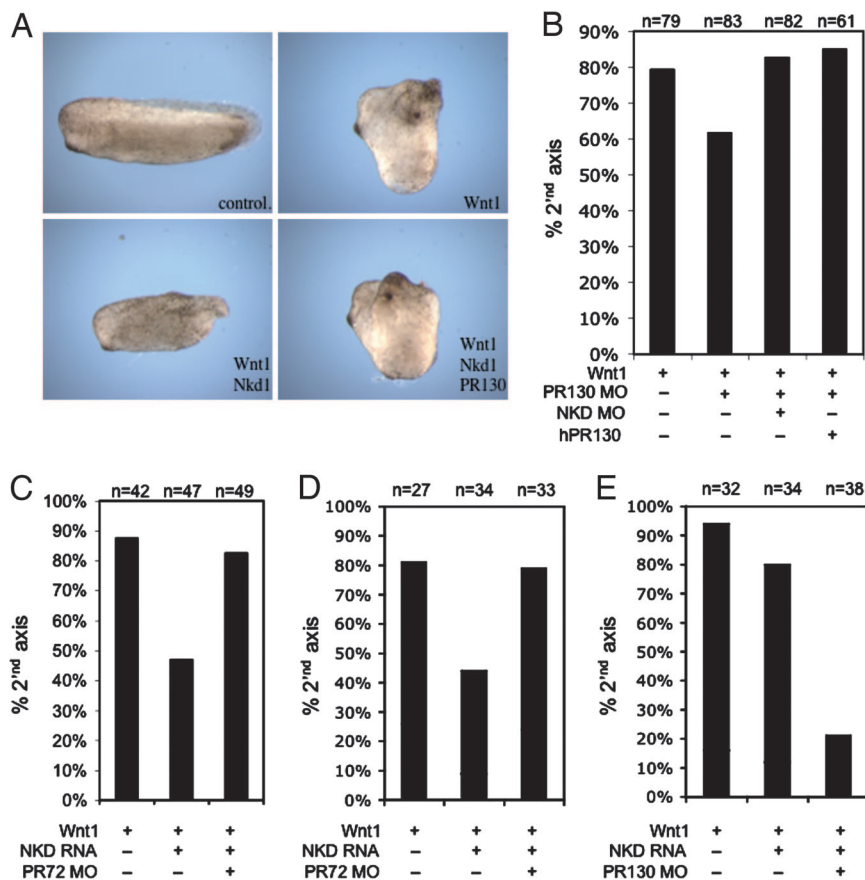 A
control.
Wnt1
Wnt1
Nkd1
Wnt1
Nkd1
PR130
B
n=79 n=83 n=82 n=61
90%
80%
70%
60%
50%
40%
30%
20%
10%
0%
% 2'nd axis
Wnt1 + + + +
PR130 MO – + + +
NKD MO – – + –
hPR130 – – – +
C
n=42 n=47 n=49
100%
90%
80%
70%
60%
50%
40%
30%
20%
10%
0%
% 2'nd axis
Wnt1 + + +
NKD RNA – + +
PR72 MO – – +
D
n=27 n=34 n=33
100%
90%
80%
70%
60%
50%
40%
30%
20%
10%
0%
% 2'nd axis
Wnt1 + + +
NKD RNA – + +
PR72 MO – – +
E
n=32 n=34 n=38
100%
90%
80%
70%
60%
50%
40%
30%
20%
10%
0%
% 2'nd axis
Wnt1 + + +
NKD RNA – + +
PR130 MO – – +